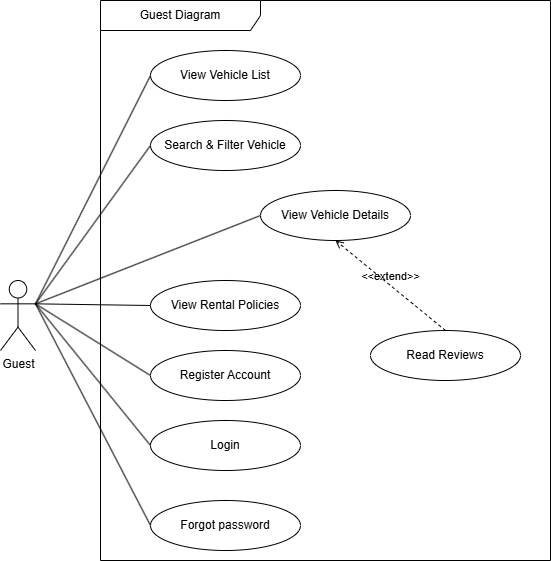 Guest Diagram
View Vehicle List
Search & Filter Vehicle
View Vehicle Details
<<extend>>
View Rental Policies
Read Reviews
Guest
Register Account
Login
Forgot password